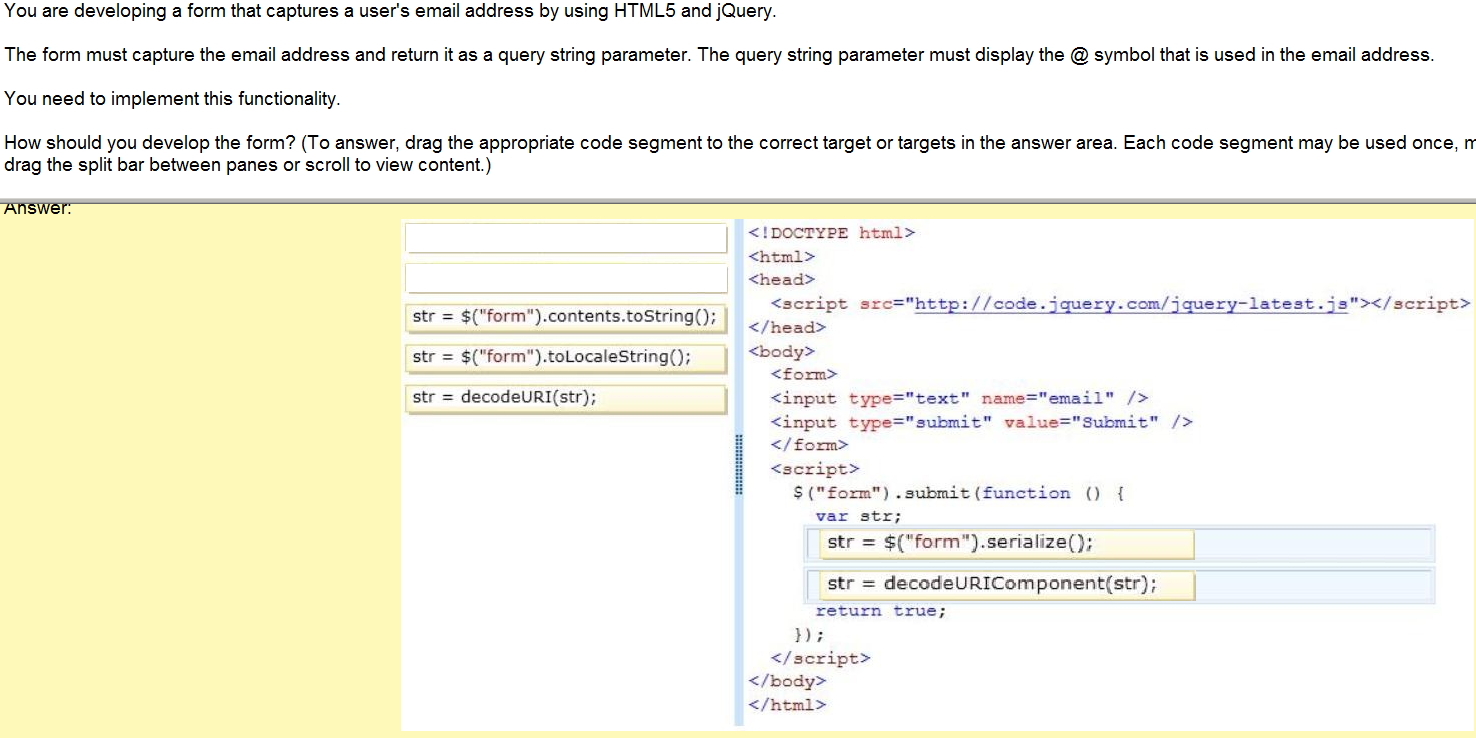 You are developing a form that captures a user's email address by using HTML5 and jQuery.
The form must capture the email address and return it as a query string parameter. The query string parameter must display the @ symbol that is used in the email address.
You need to implement this functionality.
How should you develop the form? (To answer, drag the appropriate code segment to the correct target or targets in the answer area. Each code segment may be used once,
drag the split bar between panes or scroll to view content.)
Answer:
str = $("form").contents.toString();
str = $("form").toLocaleString();
str = decodeURI(str);
<!DOCTYPE html>
<html>
<head>
<script src="http://code.jquery.com/jquery-latest.js"></script>
</head>
<body>
<form>
<input type="text" name="email" />
<input type="submit" value="Submit" />
</form>
<script>
$("form").submit(function () {
var str;
str = $("form").serialize();
str = decodeURIComponent(str);
return true;
});
</script>
</body>
</html>